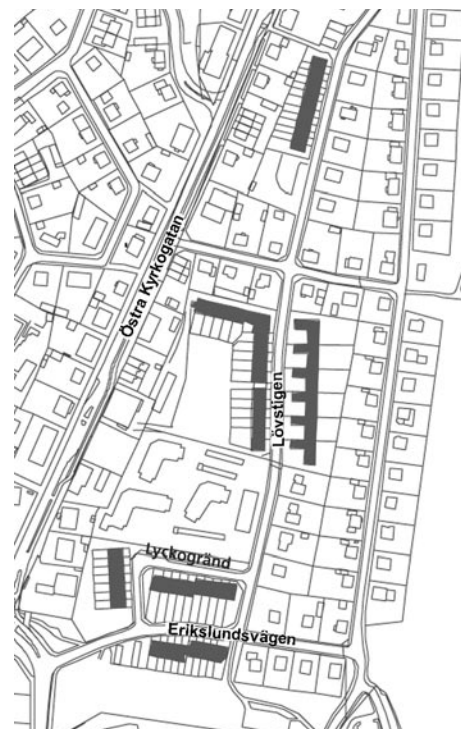 Östra Kyrkogatan
Lövstigen
Lyckogränd
Erikslundsvägen